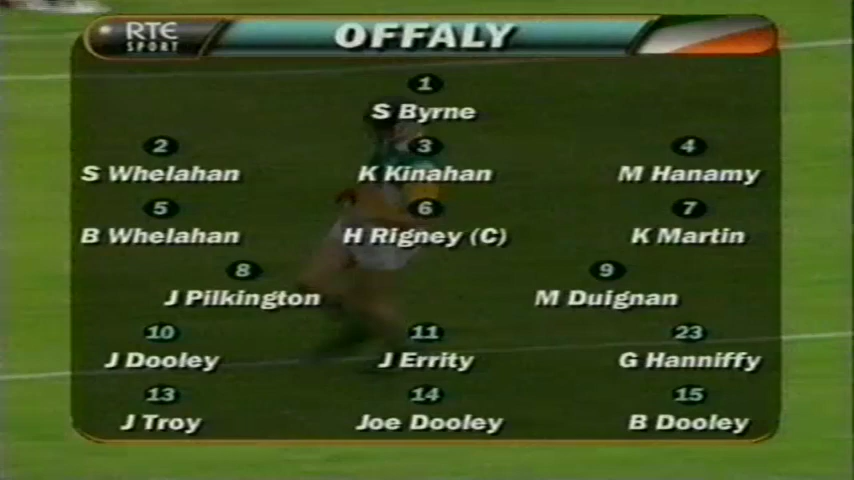 RTE
SPORT
OFFALY
1
S Byrne
2 3 4
S Whelahan K Kinahan M Hanamy
5 6 7
B Whelahan H Rigney (C) K Martin
8 9
J Pilkington M Duignan
10 11 23
J Dooley J Errity G Hanniffy
13 14 15
J Troy Joe Dooley B Dooley